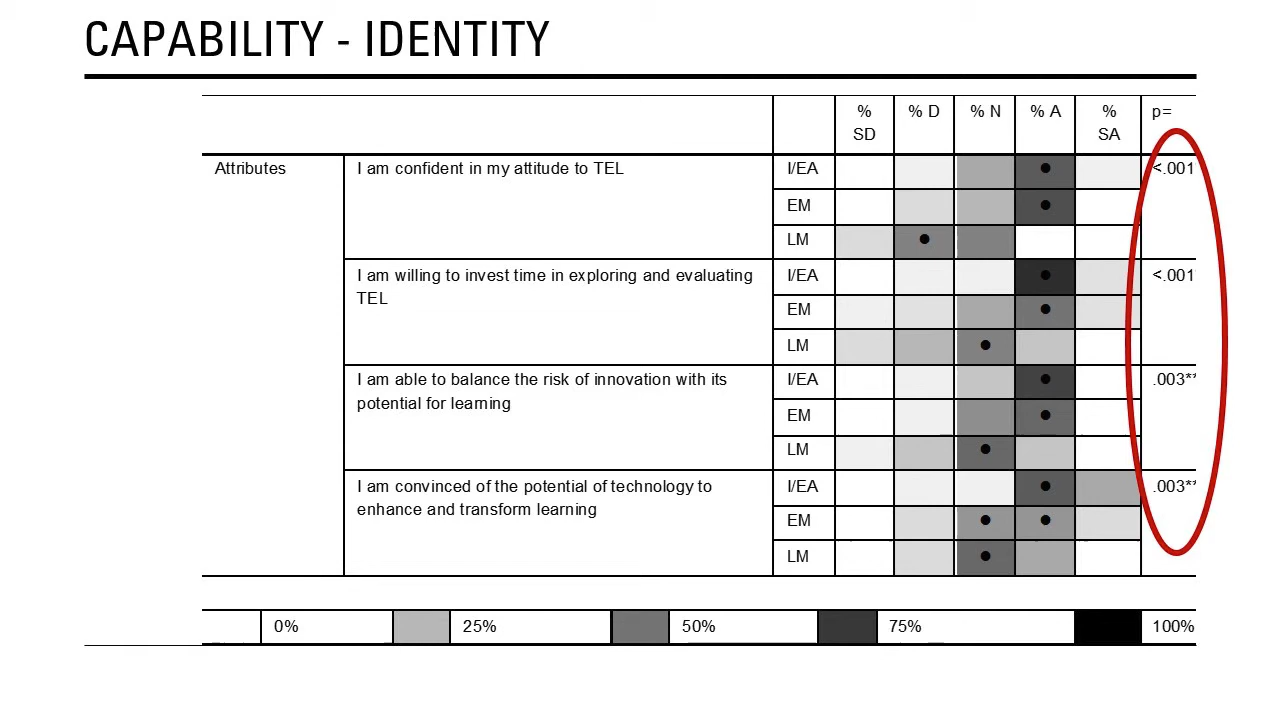 CAPABILITY - IDENTITY
% SD % D % N % A % SA p=
Attributes I am confident in my attitude to TEL I/EA ● <.001
EM ●
LM ●
I am willing to invest time in exploring and evaluating TEL I/EA ● <.001
EM ●
LM ●
I am able to balance the risk of innovation with its potential for learning I/EA ● .003**
EM ●
LM ●
I am convinced of the potential of technology to enhance and transform learning I/EA ● .003**
EM ● ●
LM ●
0% 25% 50% 75% 100%